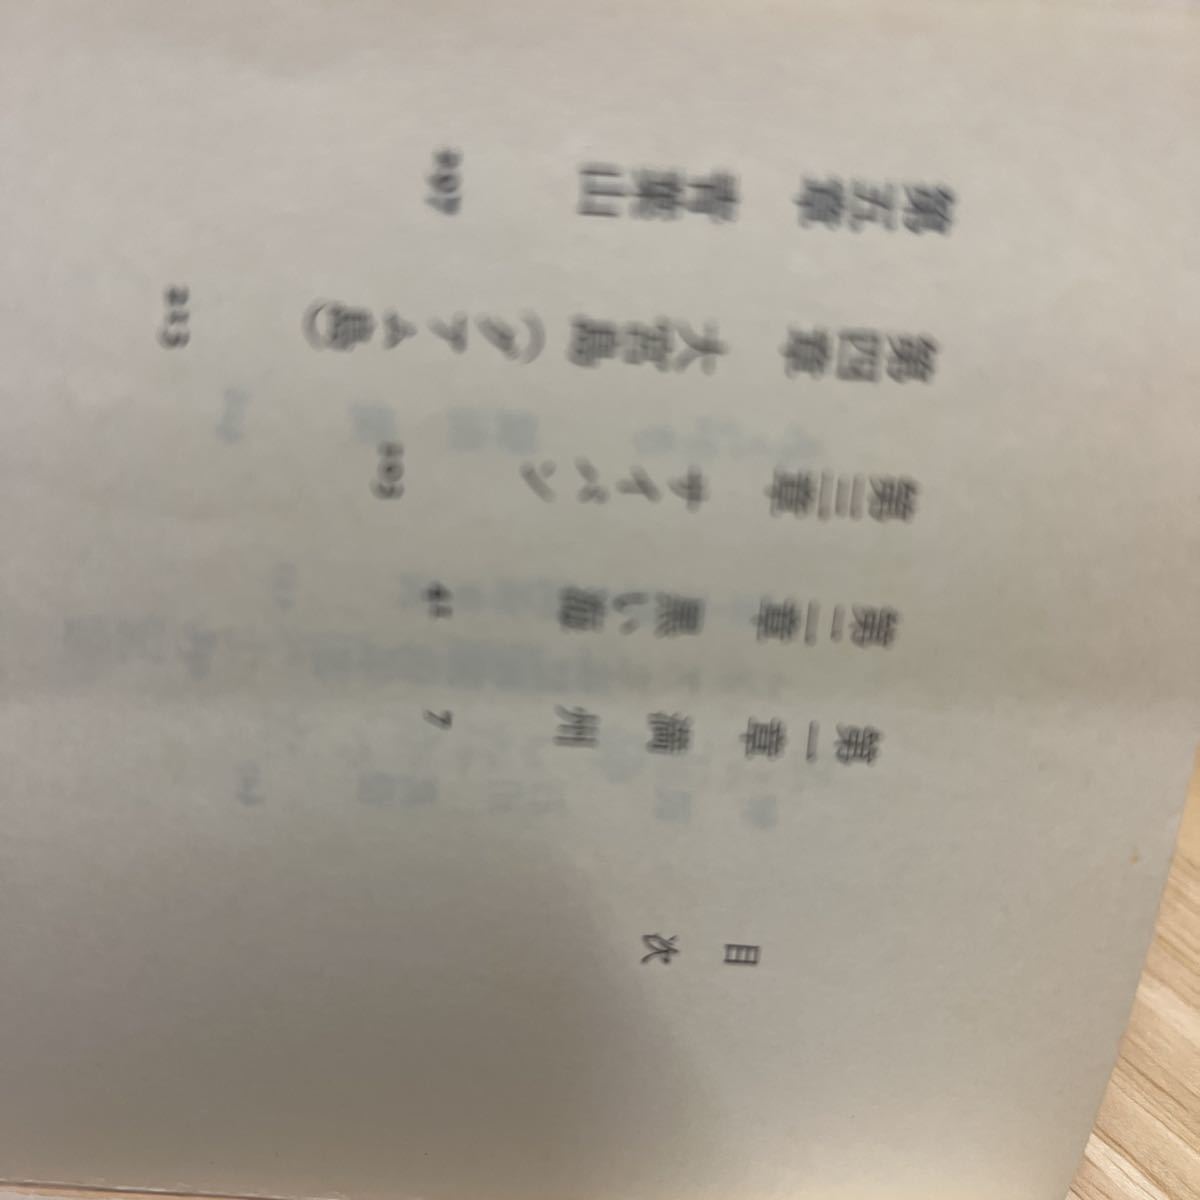 目次
第一章 満州 7
第二章 黒い海
第三章 サイパン 103
第四章 大宮島（グアム島） 213
第五章 青葉山